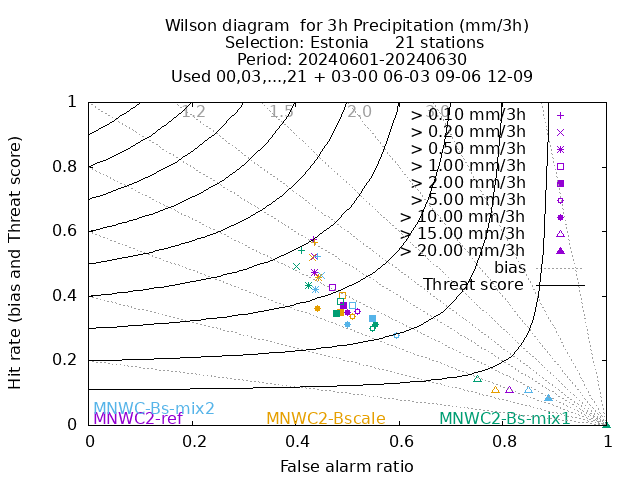 Wilson diagram  for 3h Precipitation (mm/3h)
Selection: Estonia     21 stations
Period: 20240601-20240630
Used 00,03,...,21 + 03-00 06-03 09-06 12-09
Hit rate (bias and Threat score)
1
0.8
0.6
0.4
0.2
0
1.2
1.5
2.0
3.0
> 0.10 mm/3h
> 0.20 mm/3h
> 0.50 mm/3h
> 1.00 mm/3h
> 2.00 mm/3h
> 5.00 mm/3h
> 10.00 mm/3h
> 15.00 mm/3h
> 20.00 mm/3h
bias
Threat score
MNWC-Bs-mix2
MNWC2-ref
MNWC2-Bscale
MNWC2-Bs-mix1
0
0.2
0.4
0.6
0.8
1
False alarm ratio